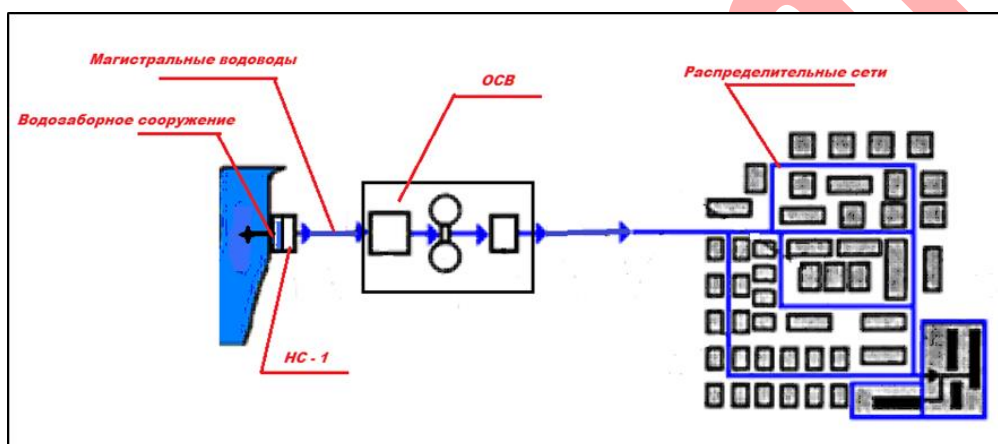 Магистральные водоводы
ОСВ
Распределительные сети
Водозаборное сооружение
НС - 1